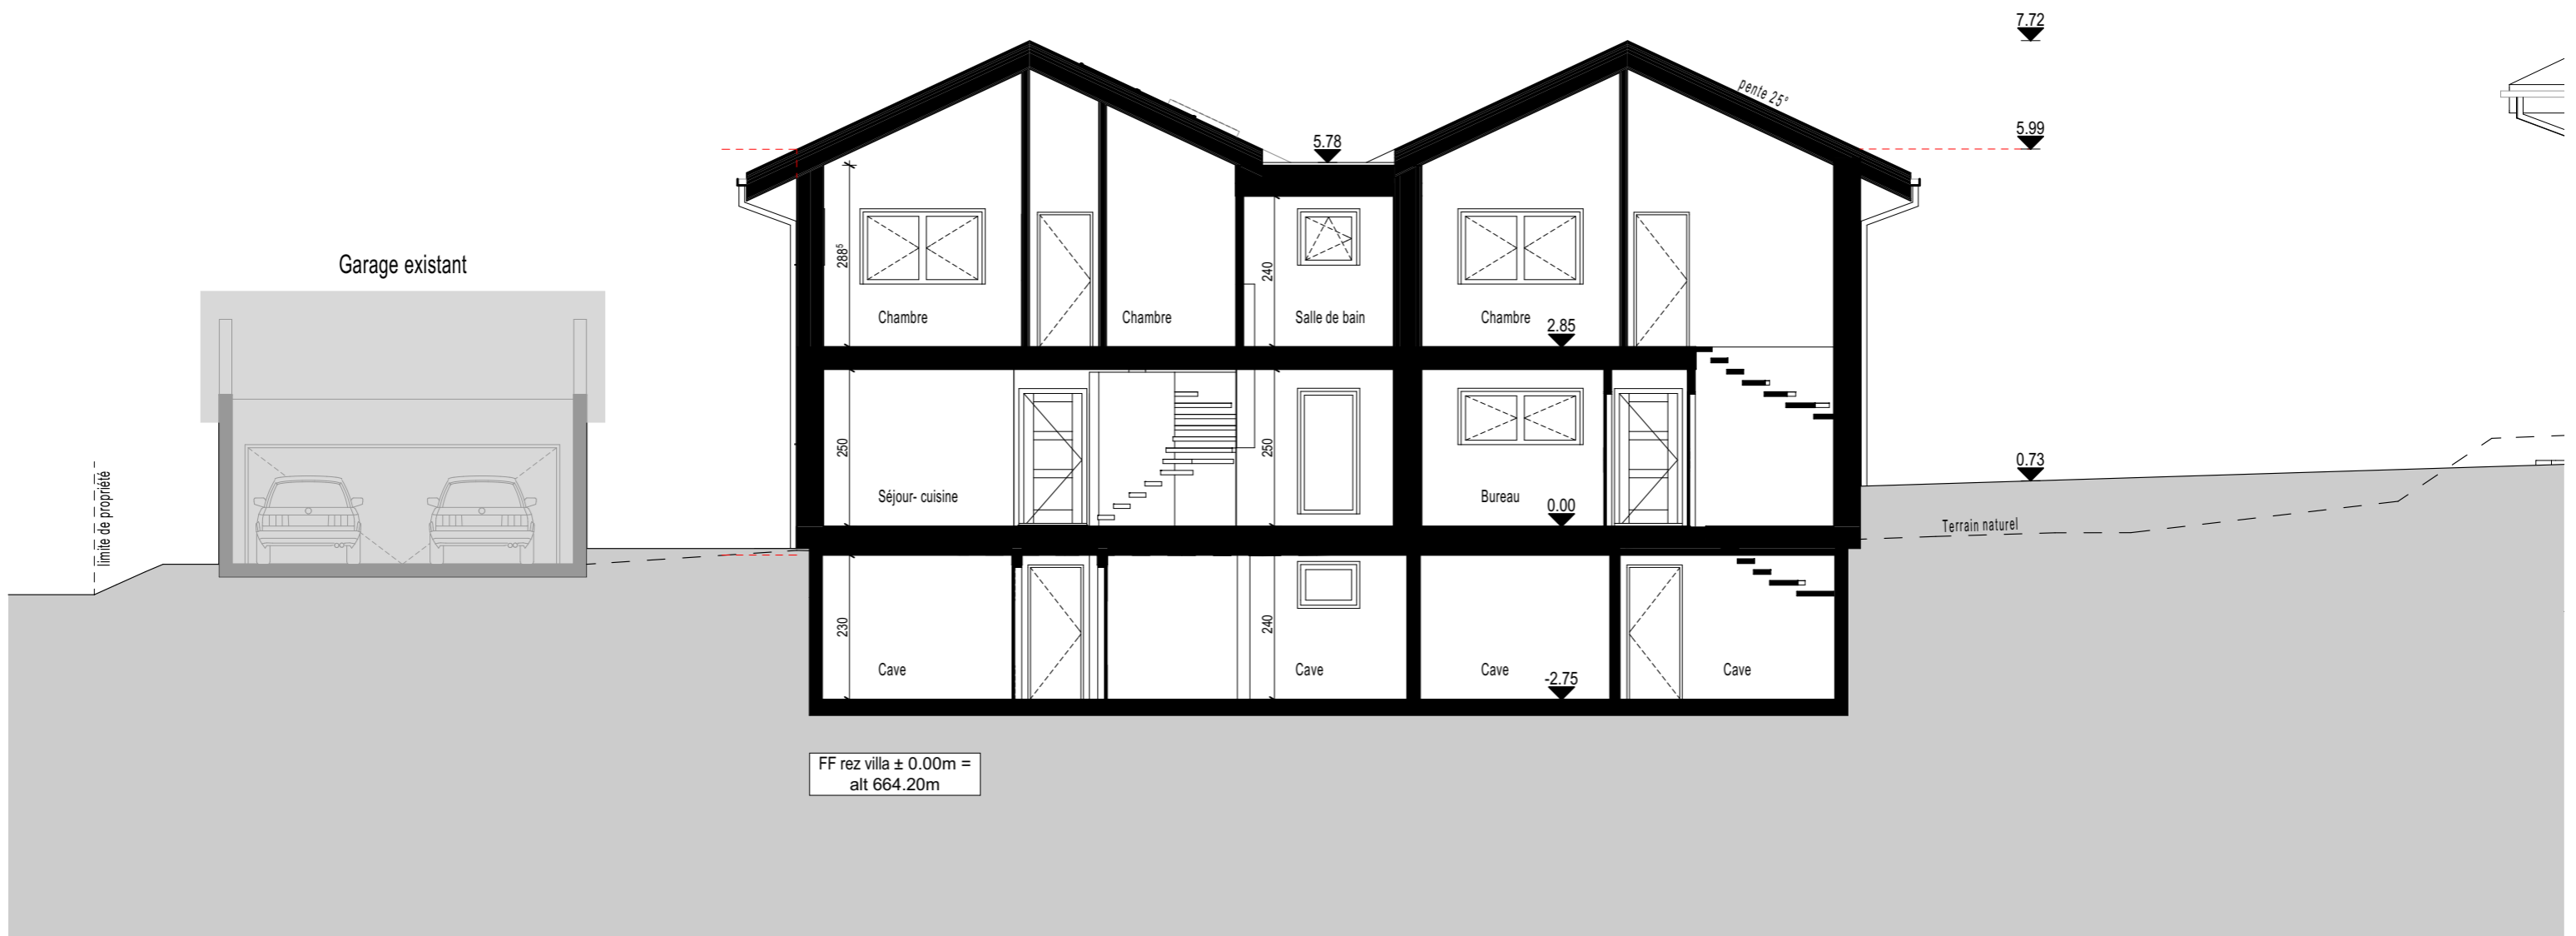 7.72
pente 25°
5.99
5.78
Garage existant
288⁵
240
Chambre
Chambre
Salle de bain
Chambre
2.85
limite de propriété
250
250
0.73
Séjour- cuisine
Bureau
0.00
Terrain naturel
230
240
Cave
Cave
Cave
Cave
-2.75
FF rez villa ± 0.00m =
alt 664.20m